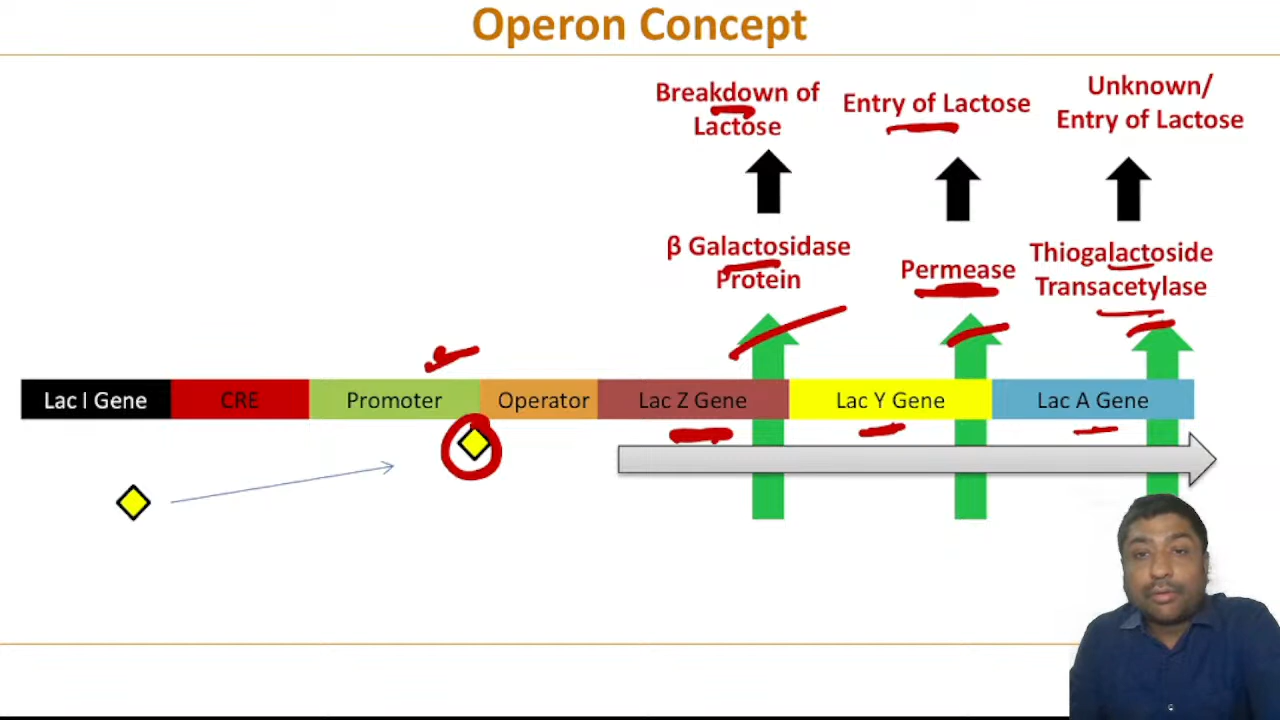 Operon Concept
Breakdown of
Lactose
Entry of Lactose
Unknown/
Entry of Lactose
β Galactosidase
Protein
Permease
Thiogalactoside
Transacetylase
Lac I Gene
CRE
Promoter
Operator
Lac Z Gene
Lac Y Gene
Lac A Gene